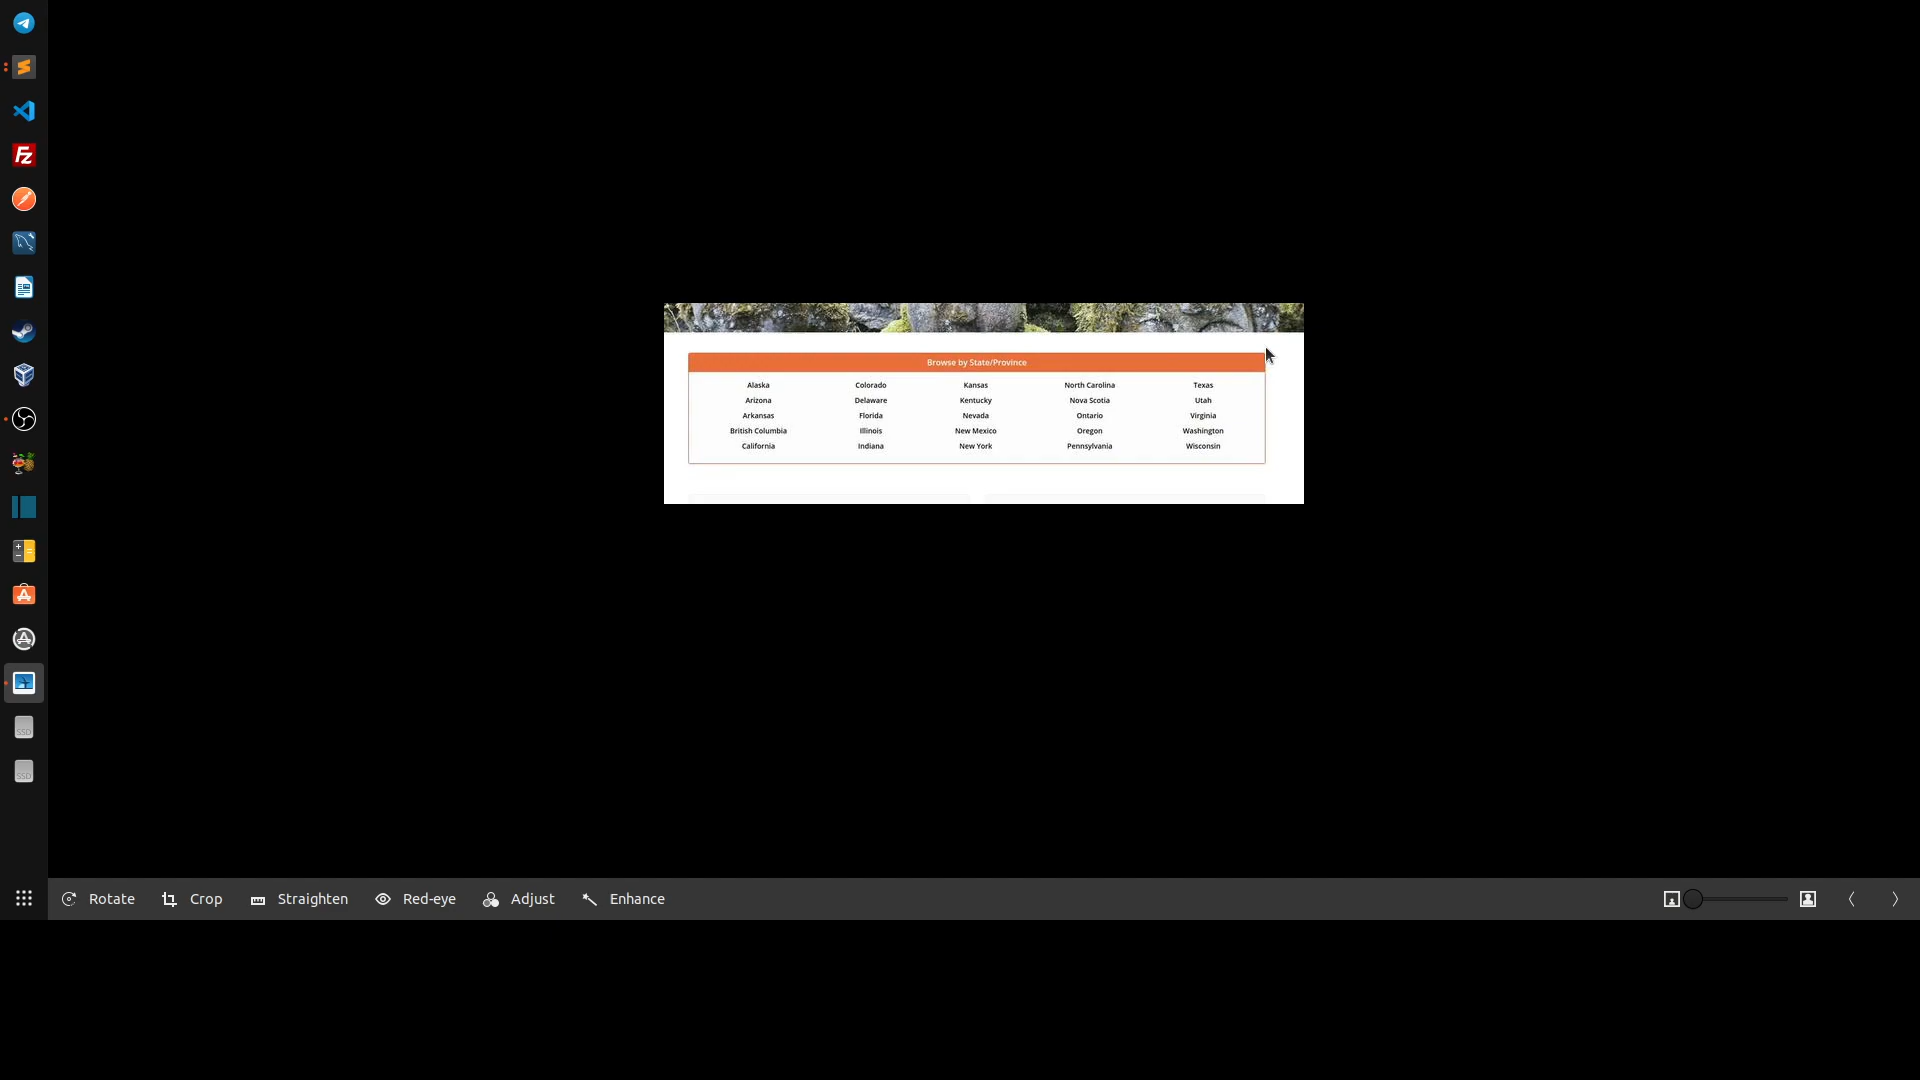 Browse by State/Province
Alaska Colorado Kansas North Carolina Texas
Arizona Delaware Kentucky Nova Scotia Utah
Arkansas Florida Nevada Ontario Virginia
British Columbia Illinois New Mexico Oregon Washington
California Indiana New York Pennsylvania Wisconsin
SSD
SSD
Rotate Crop Straighten Red-eye Adjust Enhance